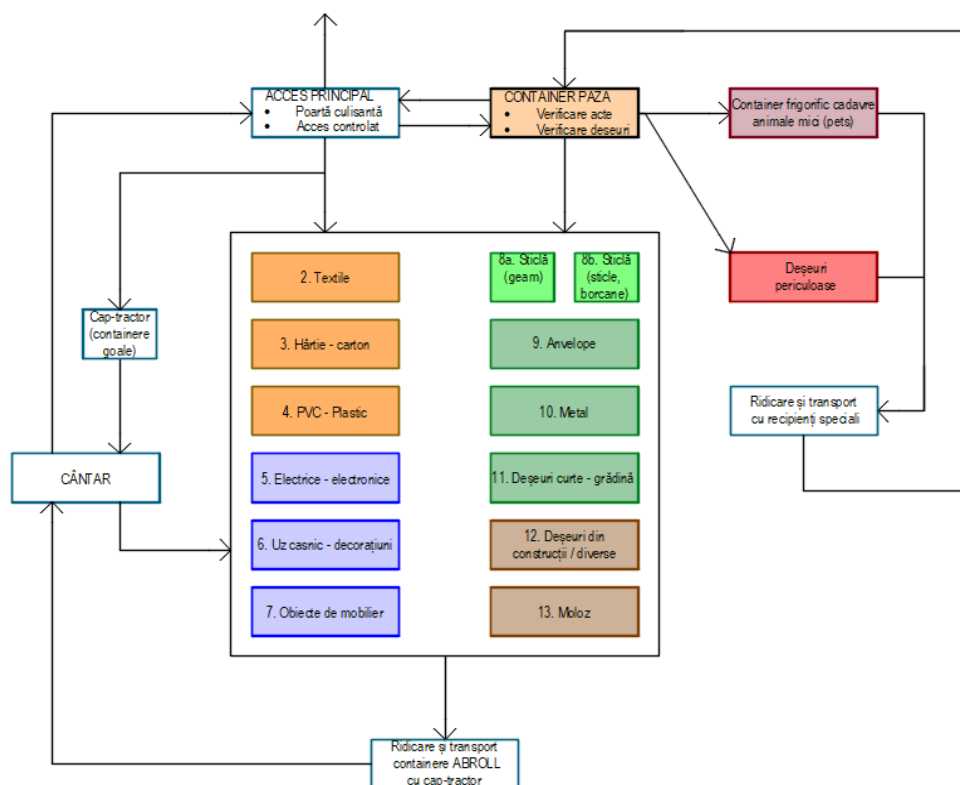 ACCES PRINCIPAL
• Poartă culisantă
• Acces controlat
CONTAINER PAZA
• Verificare acte
• Verificare deseuri
Container frigorific cadavre
animale mici (pets)
2. Textile
8a. Sticlă
(geam)
8b. Sticlă
(sticle,
borcane)
Deșeuri
periculoase
Cap-tractor
(containere
goale)
3. Hârtie - carton
9. Anvelope
4. PVC - Plastic
10. Metal
Ridicare și transport
cu recipienți speciali
CÂNTAR
5. Electrice - electronice
11. Deșeuri curte - grădină
6. Uz casnic - decorațiuni
12. Deșeuri din
construcții / diverse
7. Obiecte de mobilier
13. Moloz
Ridicare și transport
containere ABROLL
cu cap-tractor